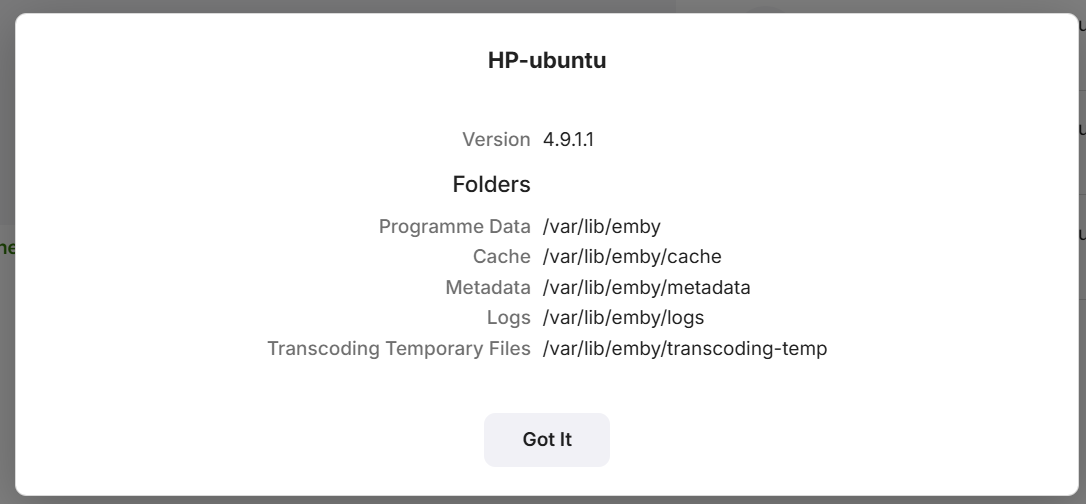 HP-ubuntu
Version 4.9.1.1
Folders
Programme Data /var/lib/emby
Cache /var/lib/emby/cache
Metadata /var/lib/emby/metadata
Logs /var/lib/emby/logs
Transcoding Temporary Files /var/lib/emby/transcoding-temp
Got It